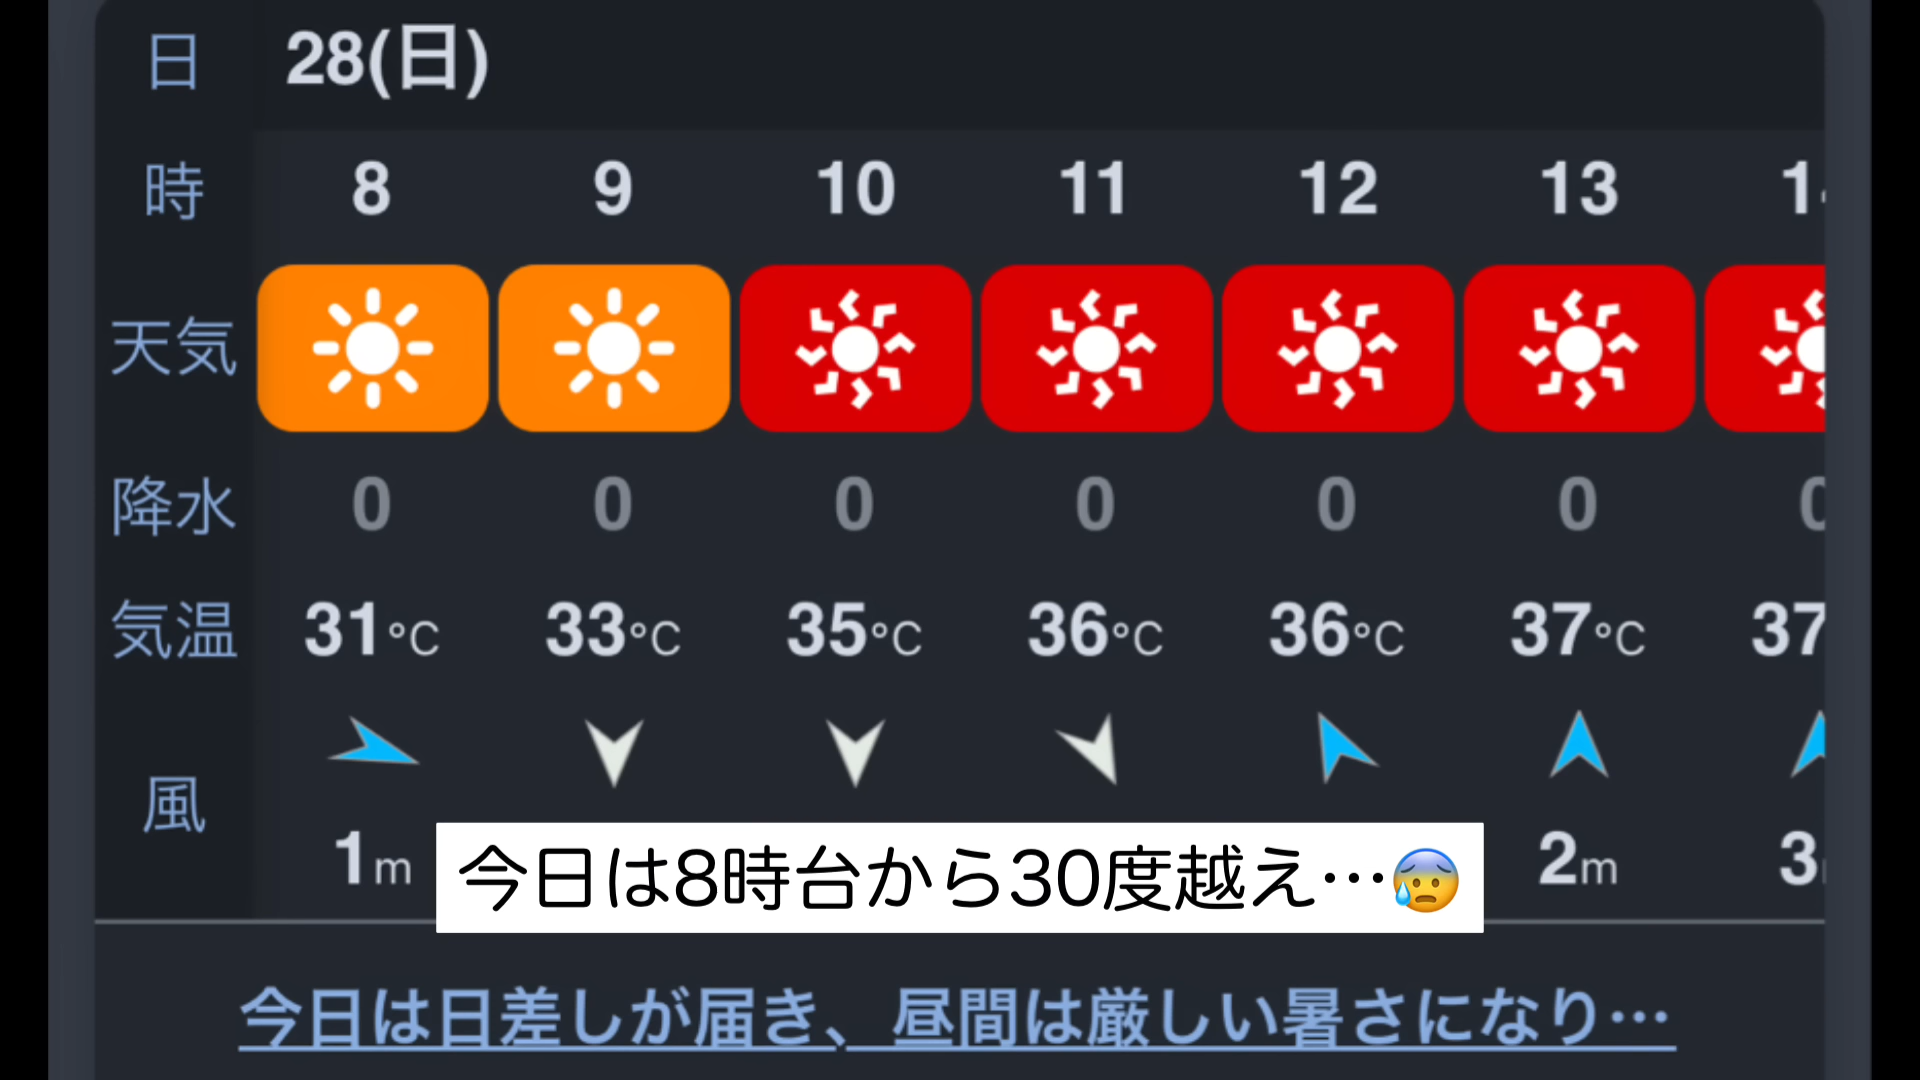 日 28(日)
時 8 9 10 11 12 13
天気
降水 0 0 0 0 0 0 0
気温 31℃ 33℃ 35℃ 36℃ 36℃ 37℃ 37
風 1m 2m 3
今日は8時台から30度越え…😰
今日は日差しが届き、昼間は厳しい暑さになり…